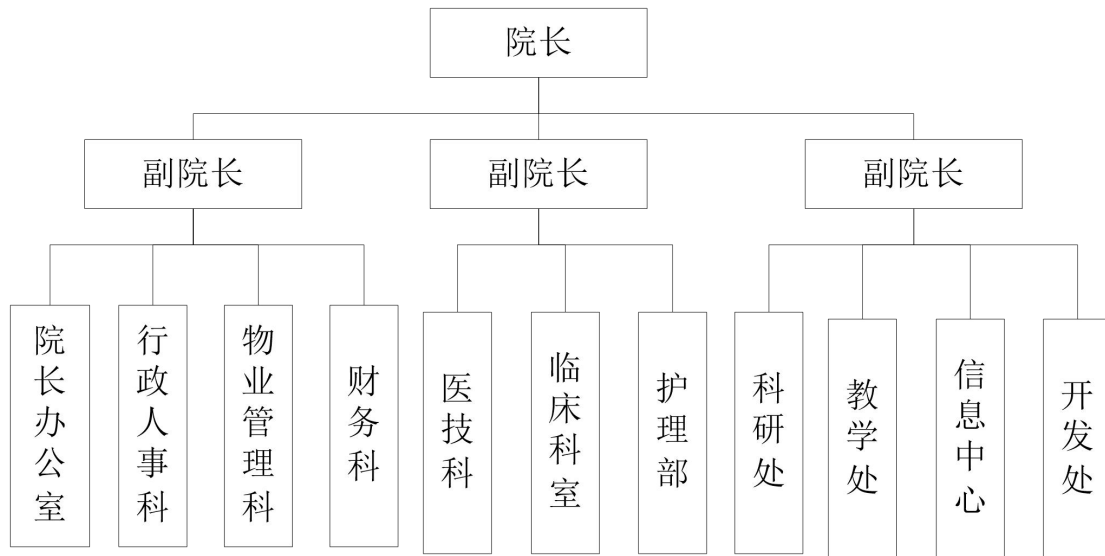 院长
副院长
副院长
副院长
院长办公室
行政人事科
物业管理科
财务科
医技科
临床科室
护理部
科研处
教学处
信息中心
开发处